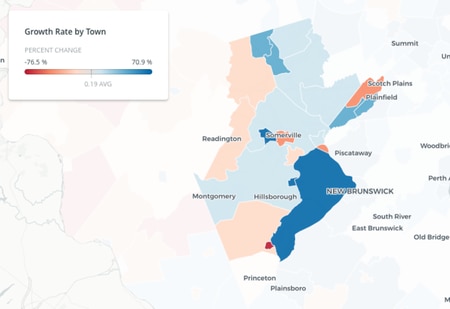 Growth Rate by Town
PERCENT CHANGE
-76.5 %
70.9 %
0.19 AVG
Summit
Scotch Plains
Plainfield
Somerville
Readington
Piscataway
Woodbri
Perth A
Montgomery
Hillsborough
NEW BRUNSWICK
South River
East Brunswick
Old Bridge
Princeton
Plainsboro